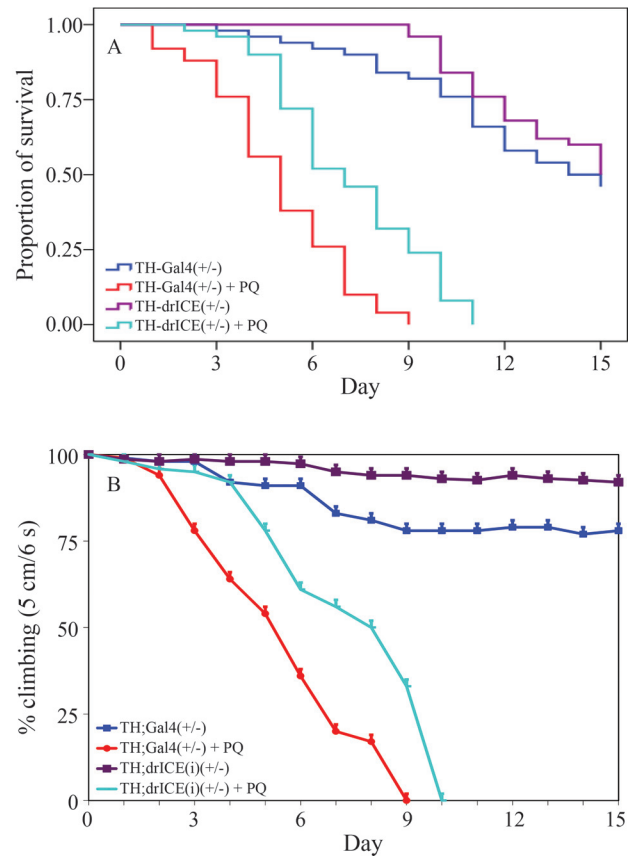 A
1.00
0.75
0.50
0.25
0.00
Proportion of survival
TH-Gal4(+/-)
TH-Gal4(+/-) + PQ
TH-drICE(+/-)
TH-drICE(+/-) + PQ
0 3 6 9 12 15
Day
B
100
75
50
25
0
% climbing (5 cm/6 s)
TH;Gal4(+/-)
TH;Gal4(+/-) + PQ
TH;drICE(i)(+/-)
TH;drICE(i)(+/-) + PQ
0 3 6 9 12 15
Day